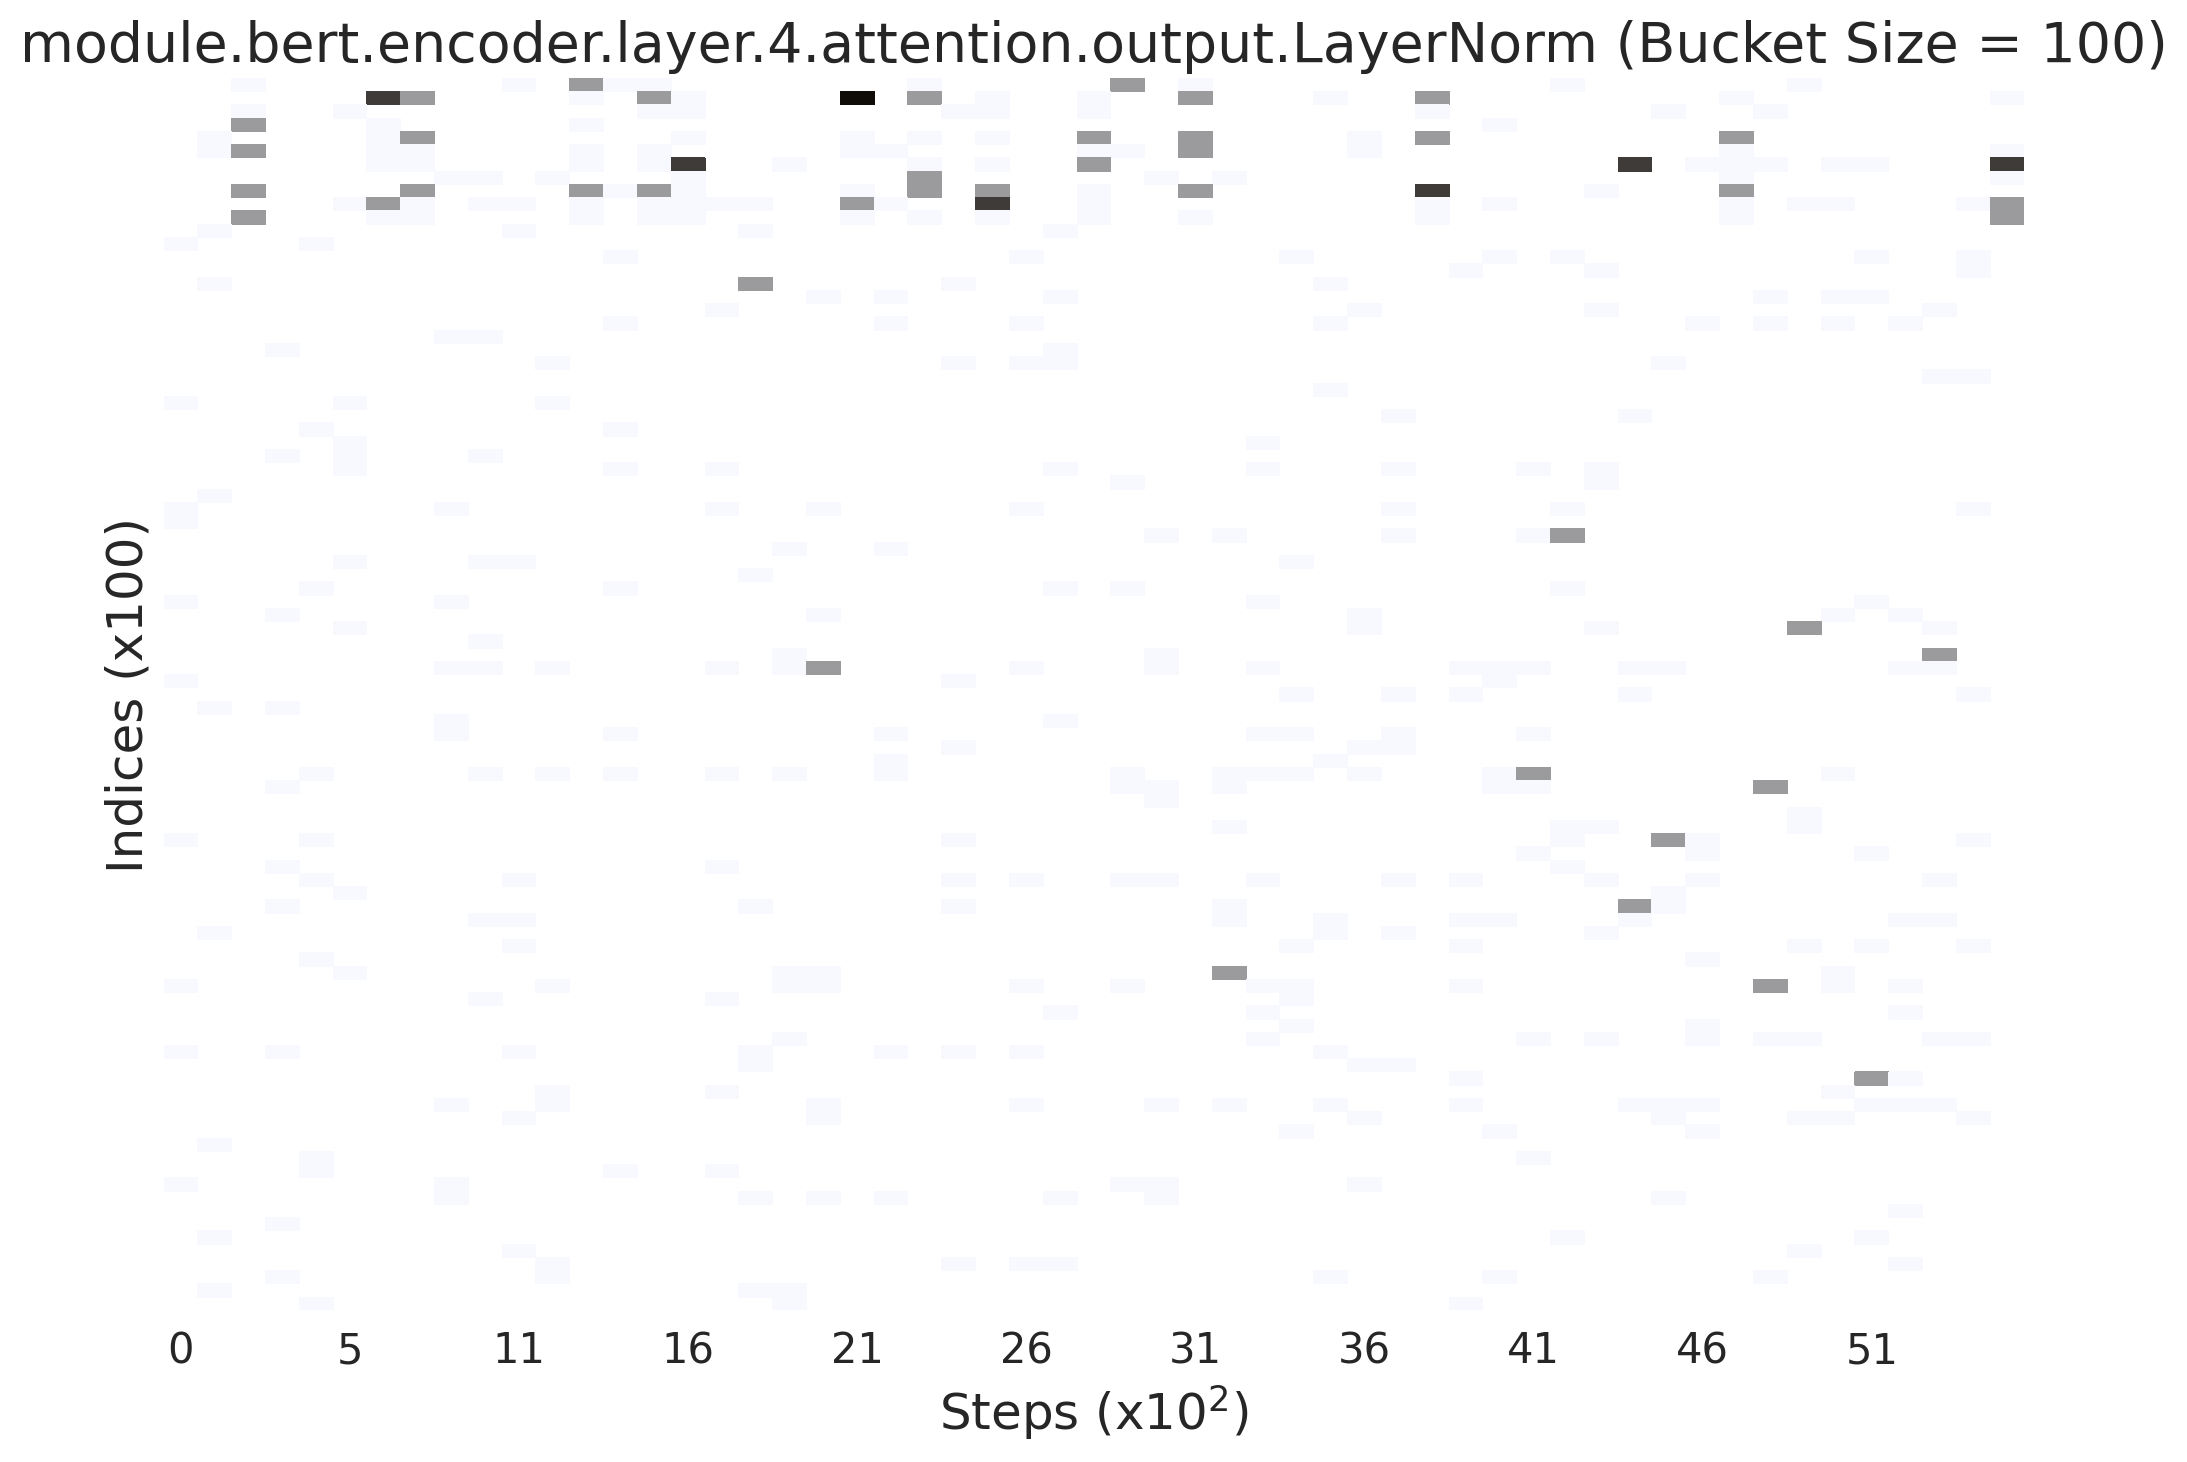 module.bert.encoder.layer.4.attention.output.LayerNorm (Bucket Size = 100)
Indices (x100)
0 5 11 16 21 26 31 36 41 46 51
Steps (x10²)